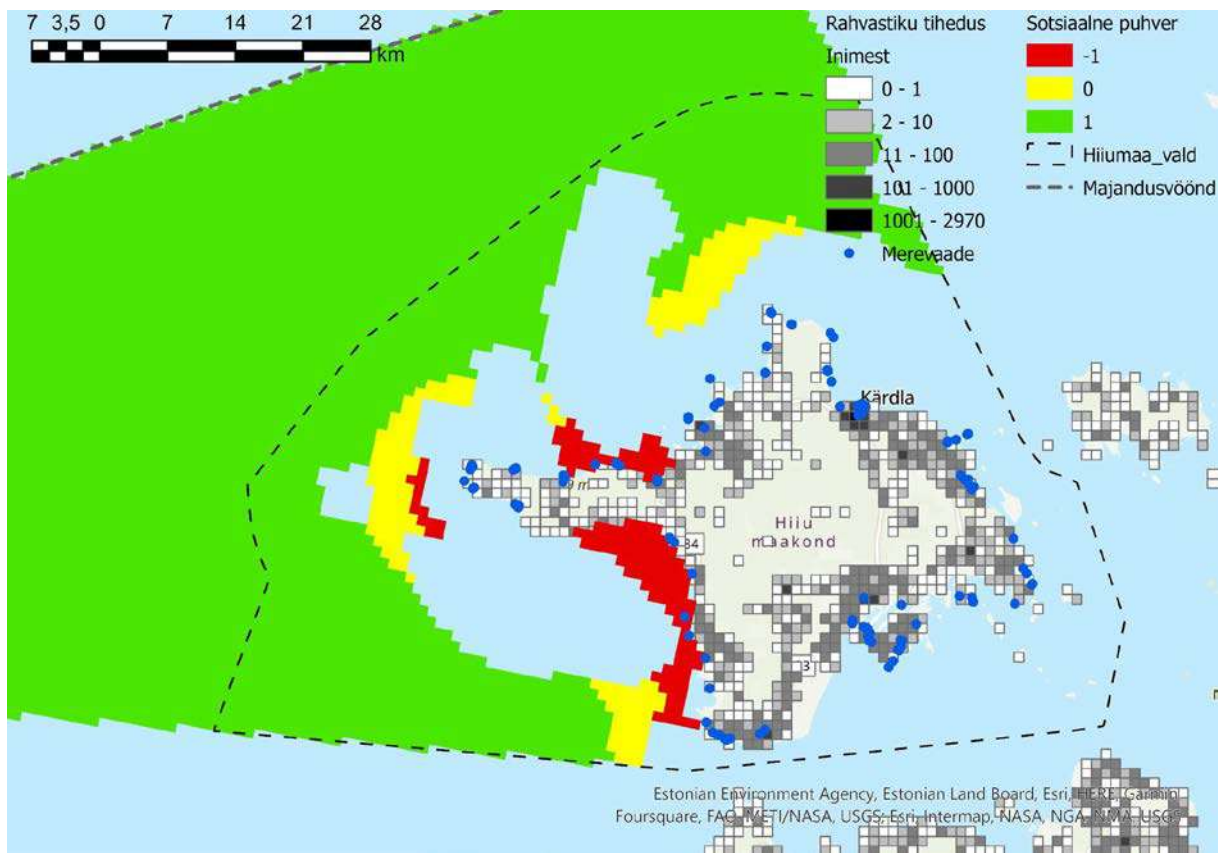 7 3,5 0 7 14 21 28
km
Rahvastiku tihedus
Inimest
0 - 1
2 - 10
11 - 100
101 - 1000
1001 - 2970
Merevaade
Sotsiaalne puhver
-1
0
1
Hiiumaa_vald
Majandusvöönd
Kärdla
9 m
Hiiu
maakond
84
3
Estonian Environment Agency, Estonian Land Board, Esri, HERE, Garmin,
Foursquare, FAO, METI/NASA, USGS; Esri, Intermap, NASA, NGA, NMA, USGS